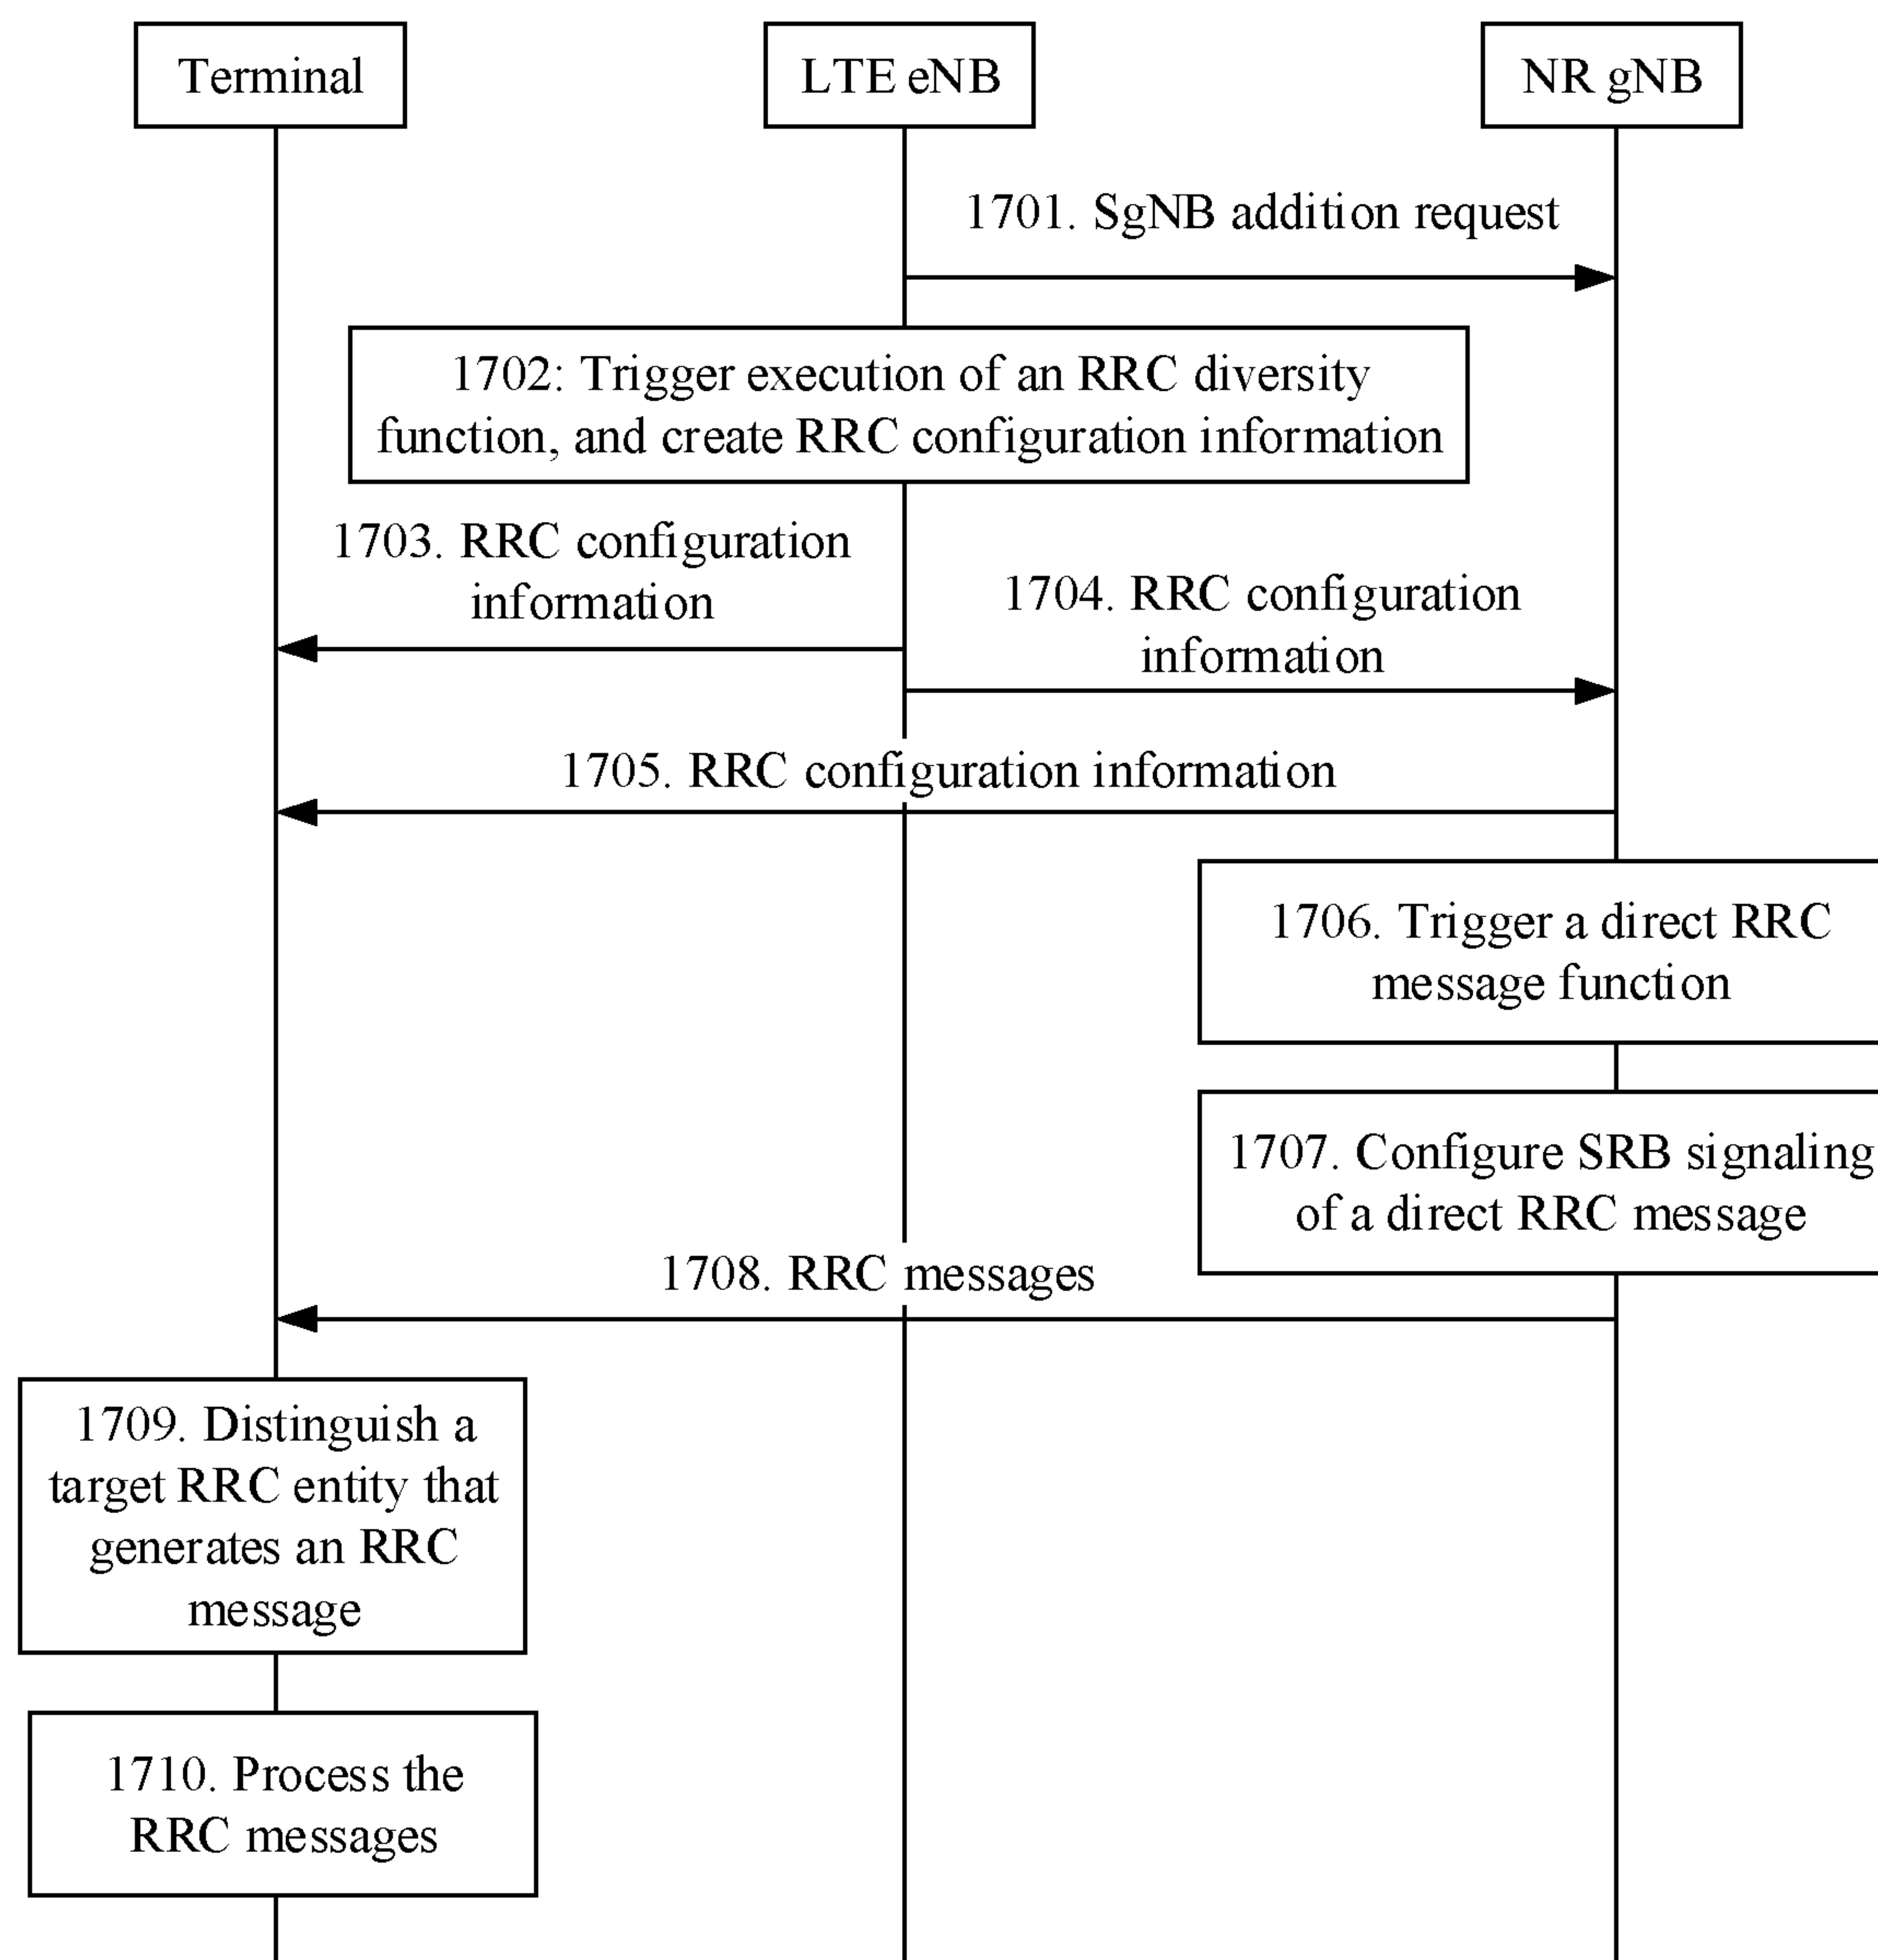 Terminal
LTE eNB
NR gNB
1701. SgNB addition request
1702: Trigger execution of an RRC diversity
function, and create RRC configuration information
1703. RRC configuration
information
1704. RRC configuration
information
1705. RRC configuration information
1706. Trigger a direct RRC
message function
1707. Configure SRB signaling
of a direct RRC message
1708. RRC messages
1709. Distinguish a
target RRC entity that
generates an RRC
message
1710. Process the
RRC messages